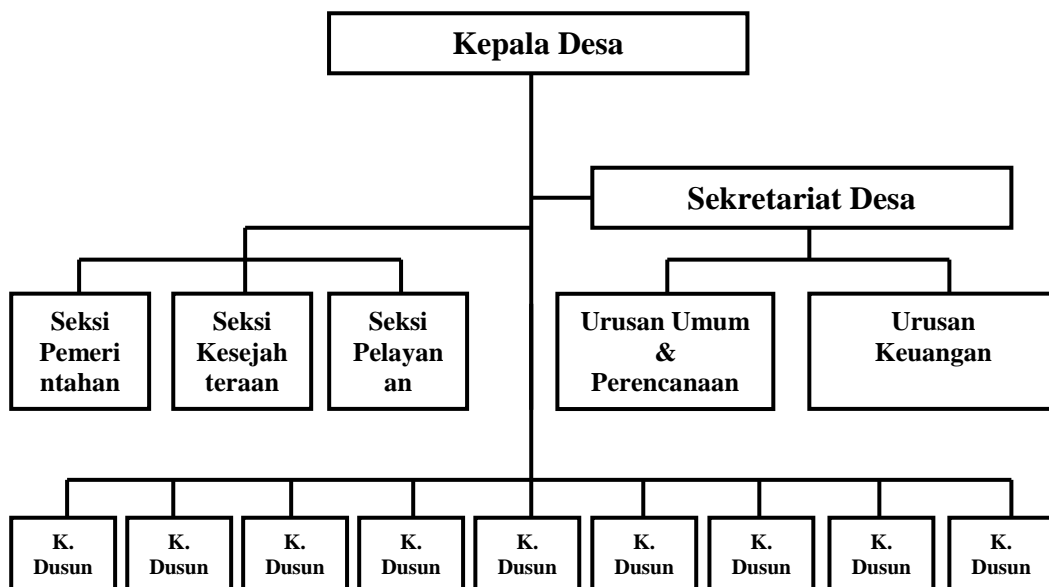 Kepala Desa
Sekretariat Desa
Seksi
Pemeri
ntahan
Seksi
Kesejah
teraan
Seksi
Pelayan
an
Urusan Umum
&
Perencanaan
Urusan
Keuangan
K.
Dusun
K.
Dusun
K.
Dusun
K.
Dusun
K.
Dusun
K.
Dusun
K.
Dusun
K.
Dusun
K.
Dusun